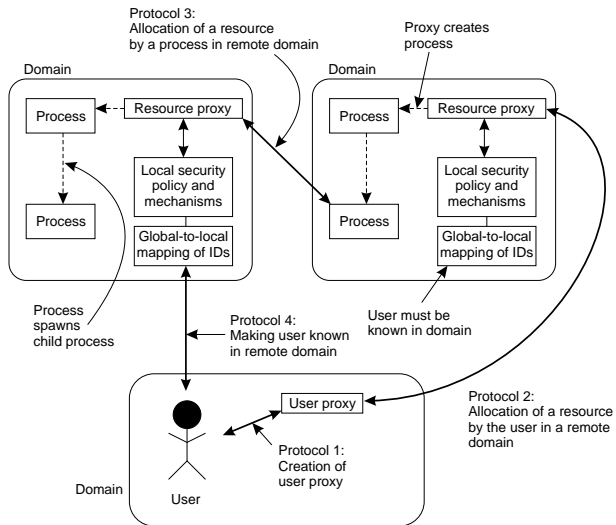 Protocol 3:
Allocation of a resource
by a process in remote domain
Proxy creates
process
Domain
Domain
Process
Resource proxy
Process
Resource proxy
Local security
policy and
mechanisms
Local security
policy and
mechanisms
Process
Process
Global-to-local
mapping of IDs
Global-to-local
mapping of IDs
Process
spawns
child process
Protocol 4:
Making user known
in remote domain
User must be
known in domain
User proxy
Protocol 2:
Allocation of a resource
by the user in a remote
domain
Protocol 1:
Creation of
user proxy
Domain
User